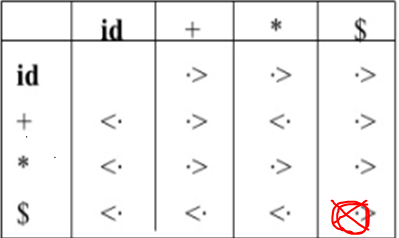 id + * $
id ·> ·> ·>
+ <· ·> <· ·>
* <· ·> ·> ·>
$ <· <· <· ·>